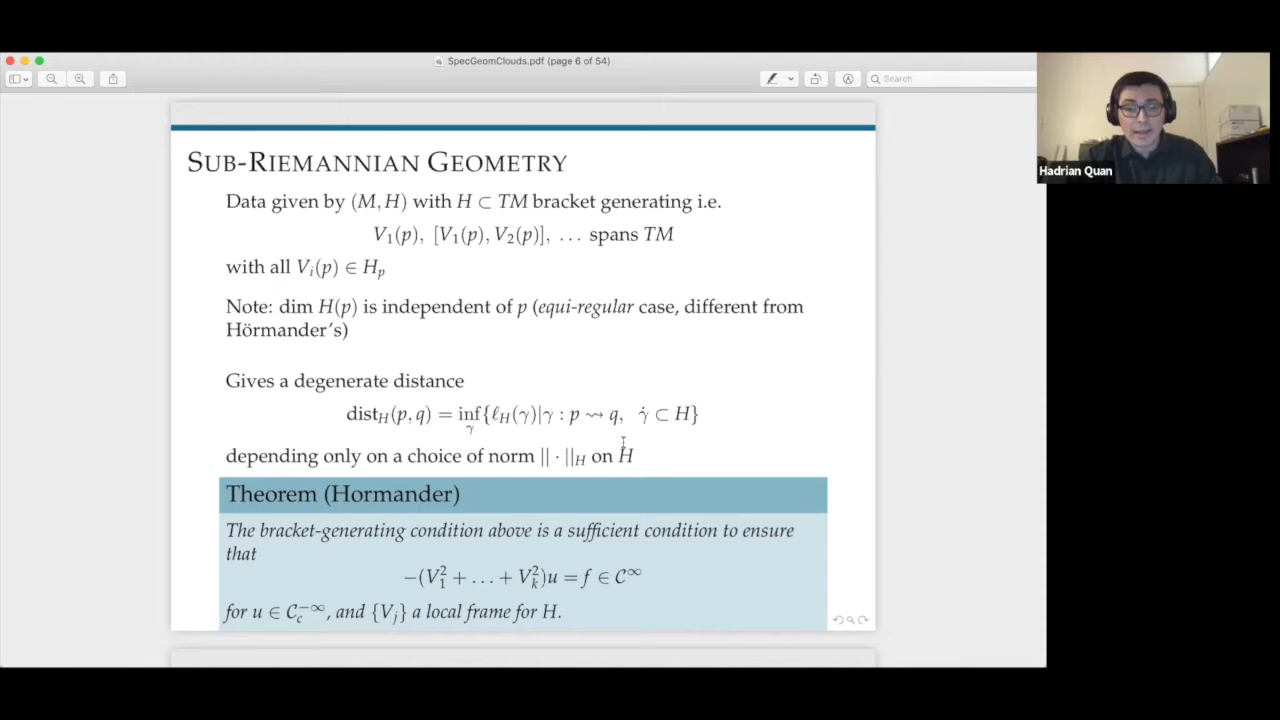 SpecGeomClouds.pdf (page 6 of 54)
Search
Hadrian Quan
SUB-RIEMANNIAN GEOMETRY
Data given by (M, H) with H ⊂ TM bracket generating i.e.
V₁(p), [V₁(p), V₂(p)], … spans TM
with all Vᵢ(p) ∈ Hₚ
Note: dim H(p) is independent of p (equi-regular case, different from
Hörmander's)
Gives a degenerate distance
dist_H(p, q) = inf_γ {ℓ_H(γ)|γ : p ⇝ q, γ̇ ⊂ H}
depending only on a choice of norm || · ||_H on H
Theorem (Hormander)
The bracket-generating condition above is a sufficient condition to ensure
that
−(V₁² + … + V_k²)u = f ∈ C^∞
for u ∈ C_c^{−∞}, and {V_j} a local frame for H.